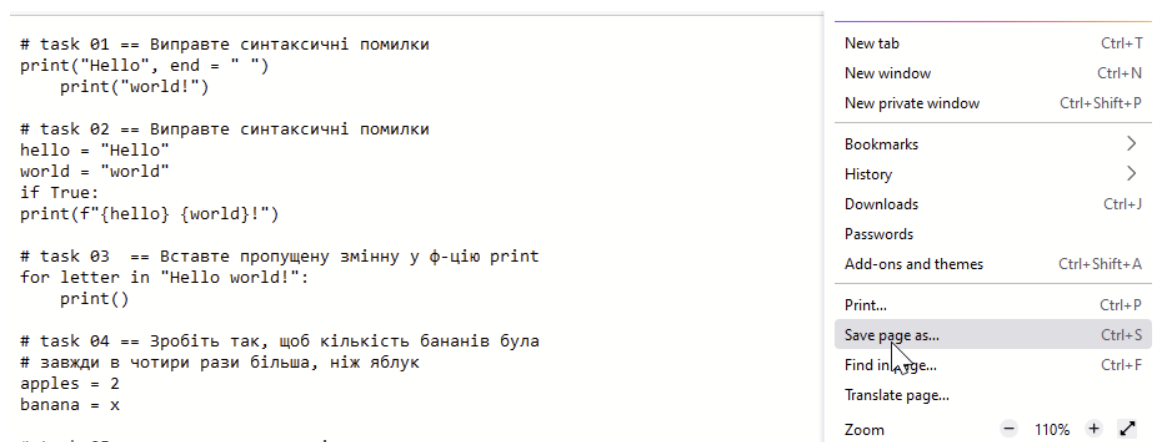 # task 01 == Виправте синтаксичні помилки
print("Hello", end = " ")
    print("world!")
# task 02 == Виправте синтаксичні помилки
hello = "Hello"
world = "world"
if True:
print(f"{hello} {world}!")
# task 03  == Вставте пропущену змінну у ф-цію print
for letter in "Hello world!":
    print()
# task 04 == Зробіть так, щоб кількість бананів була
# завжди в чотири рази більша, ніж яблук
apples = 2
banana = x
New tab Ctrl+T
New window Ctrl+N
New private window Ctrl+Shift+P
Bookmarks
History
Downloads Ctrl+J
Passwords
Add-ons and themes Ctrl+Shift+A
Print... Ctrl+P
Save page as... Ctrl+S
Find in page... Ctrl+F
Translate page...
Zoom − 110% +